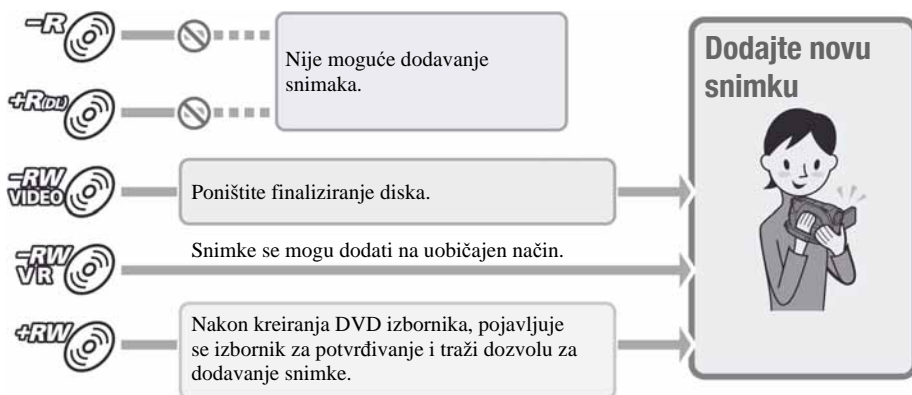 -R
Nije moguće dodavanje
snimaka.
+R(DL)
-RW
VIDEO
Poništite finaliziranje diska.
-RW
VR
Snimke se mogu dodati na uobičajen način.
+RW
Nakon kreiranja DVD izbornika, pojavljuje
se izbornik za potvrđivanje i traži dozvolu za
dodavanje snimke.
Dodajte novu
snimku